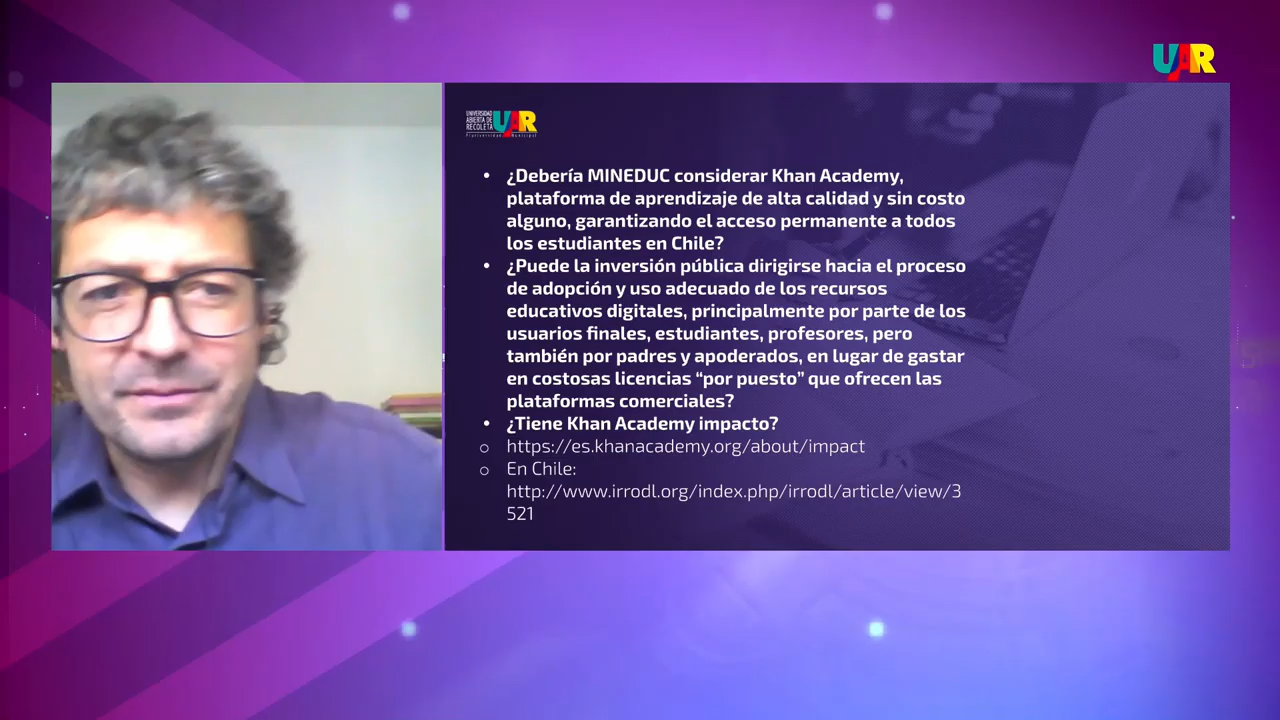 UAR
UNIVERSIDAD
ABIERTA DE
RECOLETA
UAR
Pluriversidad Municipal
• ¿Debería MINEDUC considerar Khan Academy,
plataforma de aprendizaje de alta calidad y sin costo
alguno, garantizando el acceso permanente a todos
los estudiantes en Chile?
• ¿Puede la inversión pública dirigirse hacia el proceso
de adopción y uso adecuado de los recursos
educativos digitales, principalmente por parte de los
usuarios finales, estudiantes, profesores, pero
también por padres y apoderados, en lugar de gastar
en costosas licencias “por puesto” que ofrecen las
plataformas comerciales?
• ¿Tiene Khan Academy impacto?
o https://es.khanacademy.org/about/impact
o En Chile:
http://www.irrodl.org/index.php/irrodl/article/view/3
521